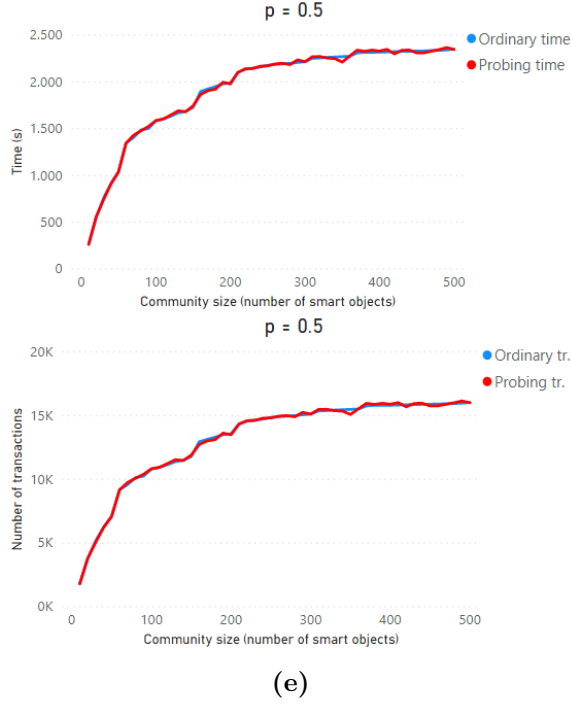 p = 0.5
2.500
2.000
1.500
1.000
500
0
Time (s)
Ordinary time
Probing time
0 100 200 300 400 500
Community size (number of smart objects)
p = 0.5
20K
15K
10K
5K
0K
Number of transactions
Ordinary tr.
Probing tr.
0 100 200 300 400 500
Community size (number of smart objects)
(e)